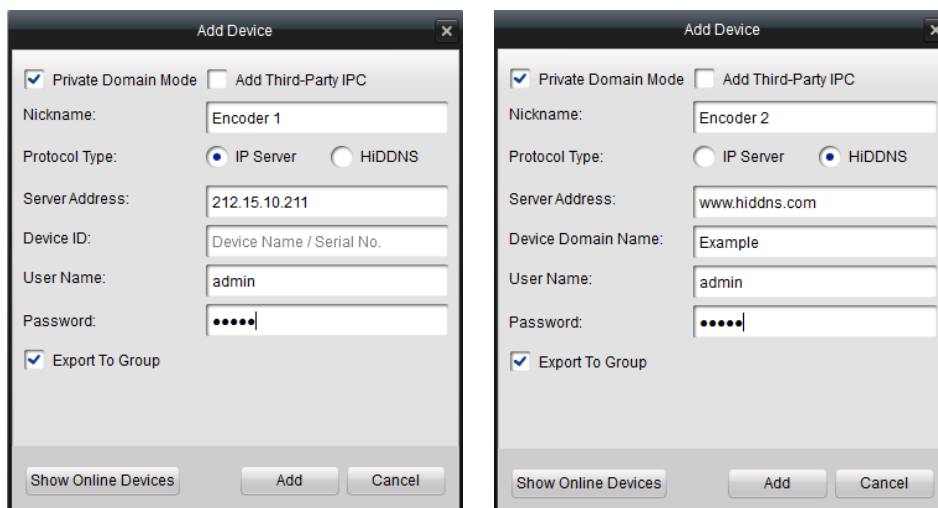 Add Device
Private Domain Mode Add Third-Party IPC
Nickname: Encoder 1
Protocol Type: IP Server HiDDNS
Server Address: 212.15.10.211
Device ID: Device Name / Serial No.
User Name: admin
Password: •••••
Export To Group
Show Online Devices Add Cancel
Add Device
Private Domain Mode Add Third-Party IPC
Nickname: Encoder 2
Protocol Type: IP Server HiDDNS
Server Address: www.hiddns.com
Device Domain Name: Example
User Name: admin
Password: •••••
Export To Group
Show Online Devices Add Cancel